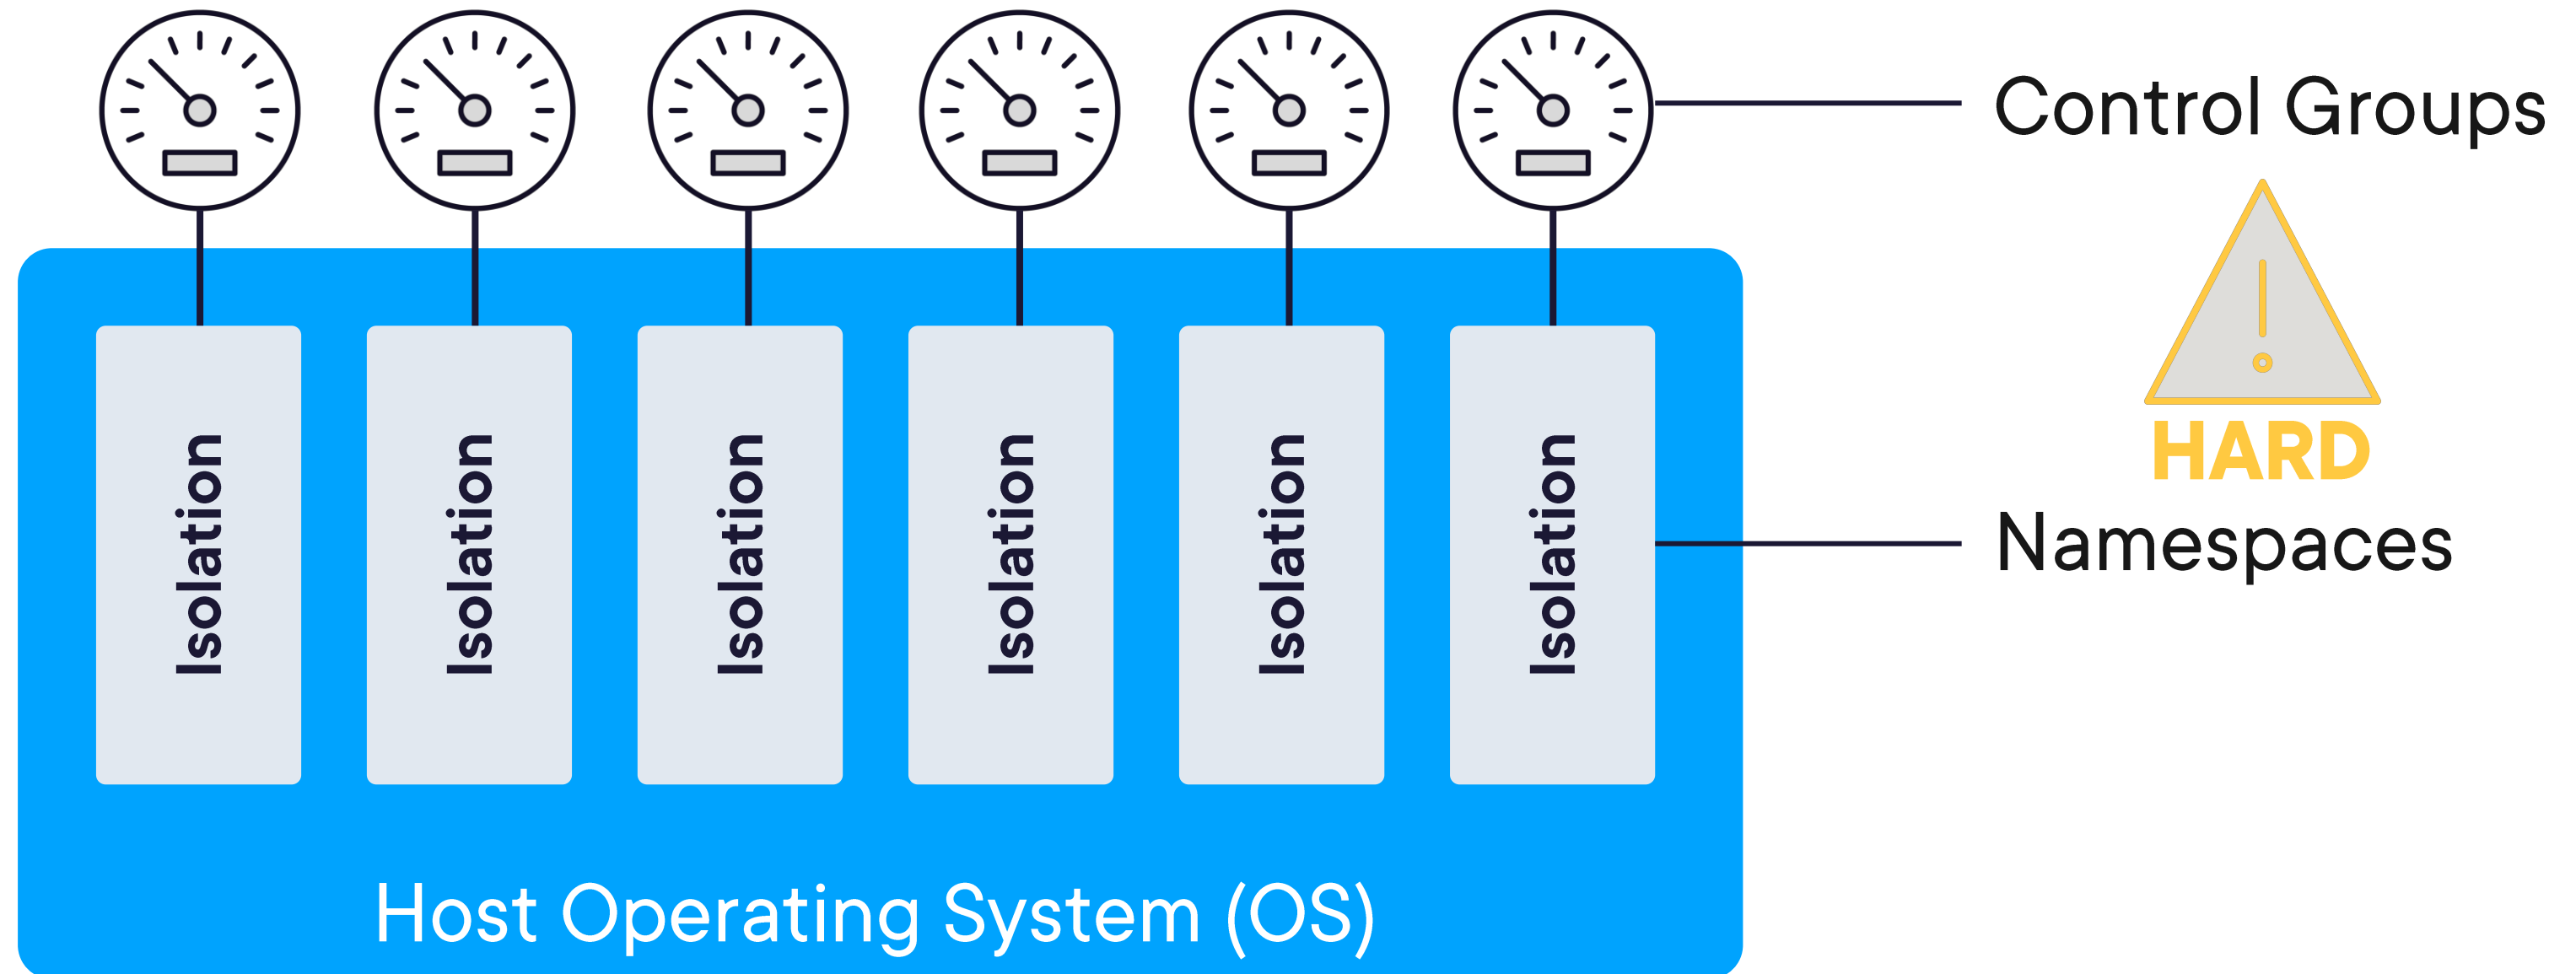 Control Groups
HARD
Namespaces
Isolation
Isolation
Isolation
Isolation
Isolation
Isolation
Host Operating System (OS)